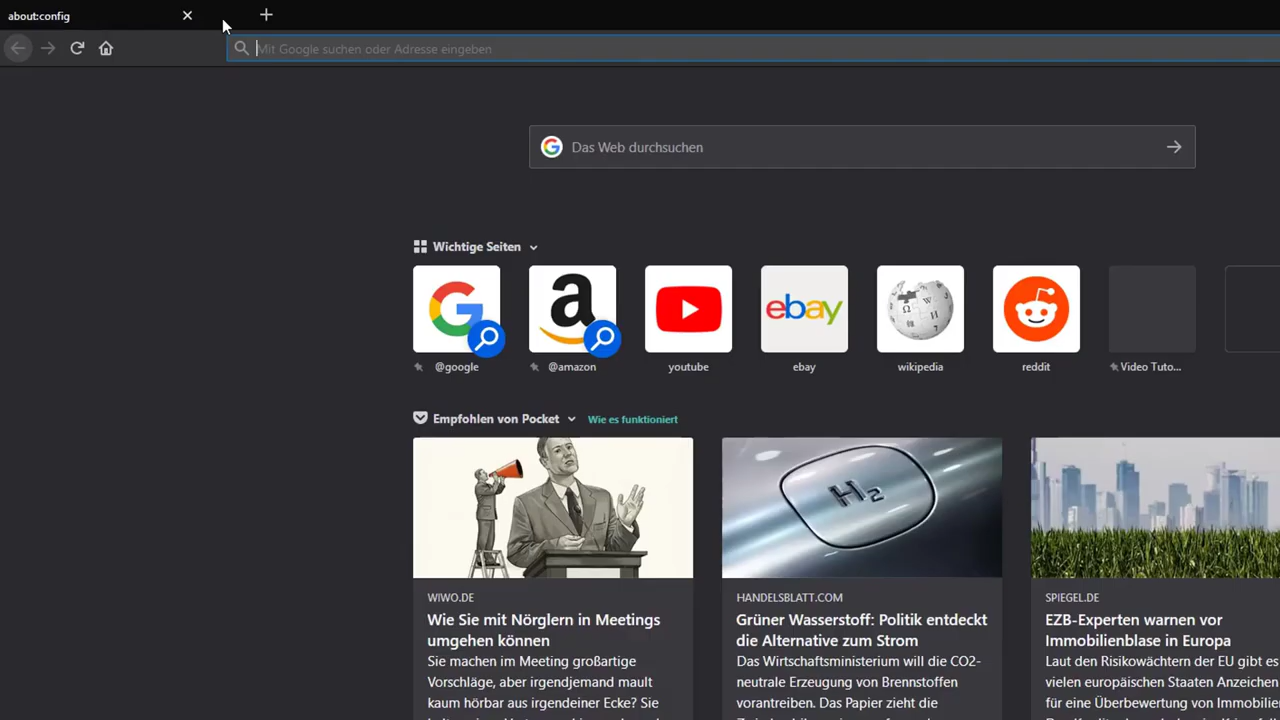 about:config
Mit Google suchen oder Adresse eingeben
Das Web durchsuchen
Wichtige Seiten
ebay
Ω W
И
@google
@amazon
youtube
ebay
wikipedia
reddit
Video Tuto...
Empfohlen von Pocket
Wie es funktioniert
H₂
WIWO.DE
Wie Sie mit Nörglern in Meetings
umgehen können
Sie machen im Meeting großartige
Vorschläge, aber irgendjemand mault
kaum hörbar aus irgendeiner Ecke? Sie
HANDELSBLATT.COM
Grüner Wasserstoff: Politik entdeckt
die Alternative zum Strom
Das Wirtschaftsministerium will die CO2-
neutrale Erzeugung von Brennstoffen
vorantreiben. Das Papier zieht die
SPIEGEL.DE
EZB-Experten warnen vor
Immobilienblase in Europa
Laut den Risikowächtern der EU gibt es
vielen europäischen Staaten Anzeichen
für eine Überbewertung von Immobilie